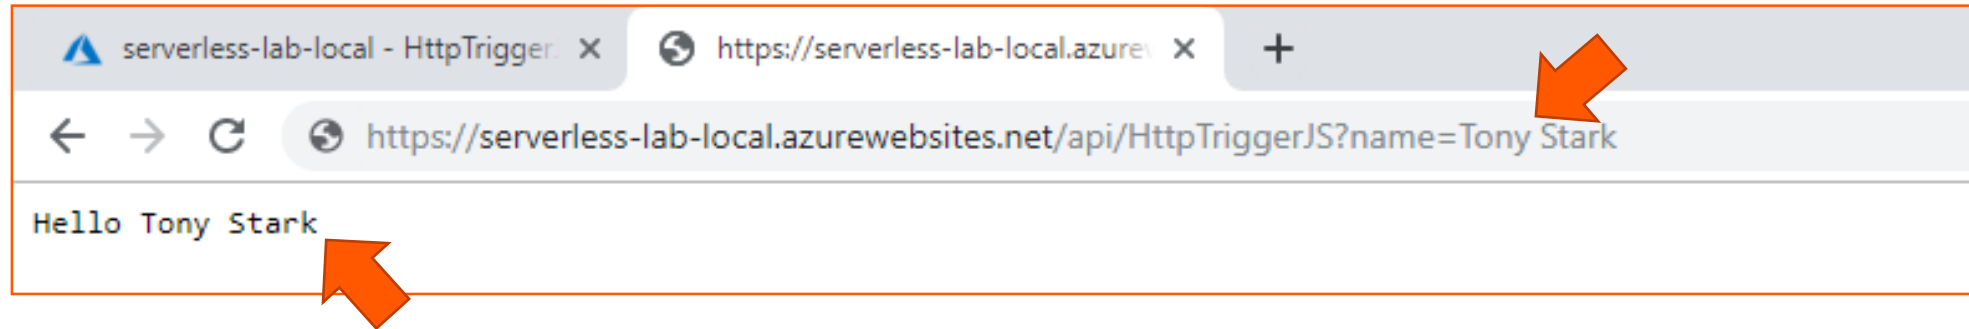 serverless-lab-local - HttpTrigger
https://serverless-lab-local.azure
https://serverless-lab-local.azurewebsites.net/api/HttpTriggerJS?name=Tony Stark
Hello Tony Stark